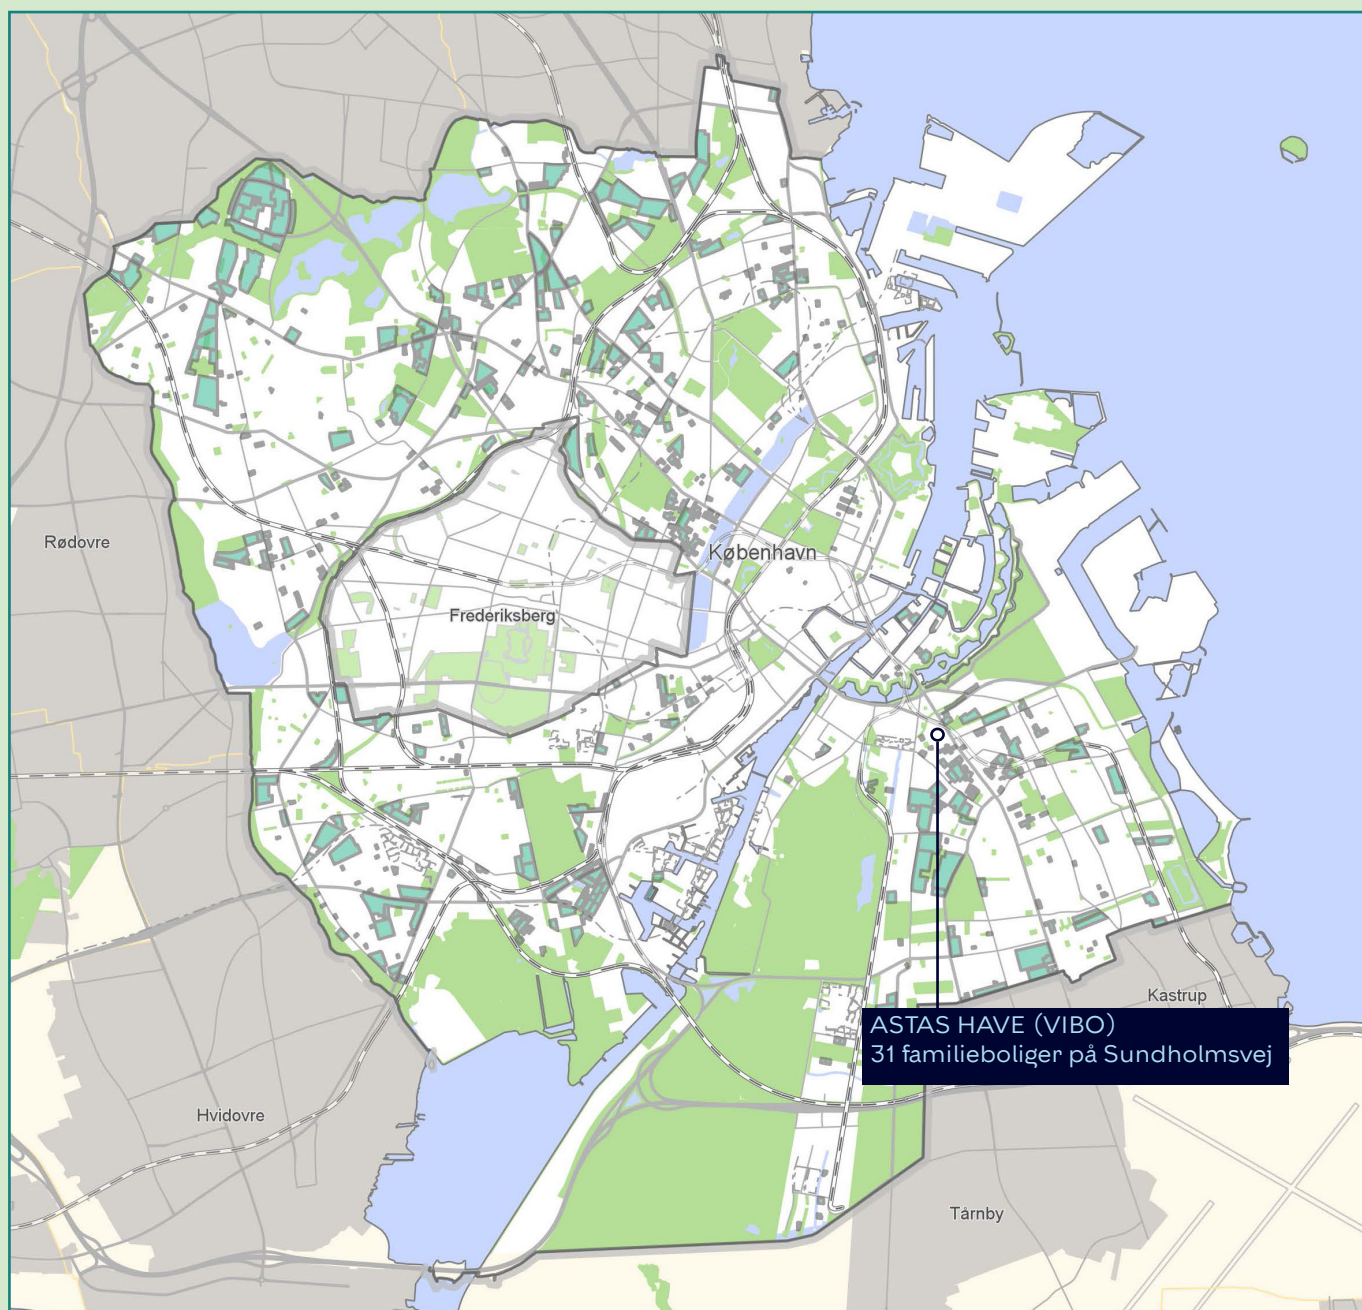 Rødovre
København
Frederiksberg
Kastrup
ASTAS HAVE (VIBO)
31 familieboliger på Sundholmsvej
Hvidovre
Tårnby